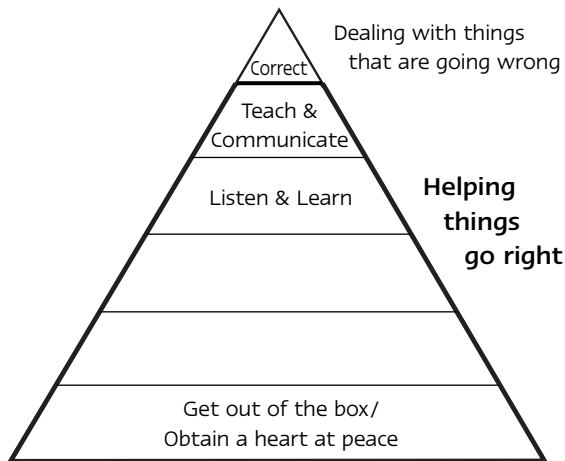 Dealing with things
that are going wrong
Correct
Teach &
Communicate
Listen & Learn
Helping
things
go right
Get out of the box/
Obtain a heart at peace